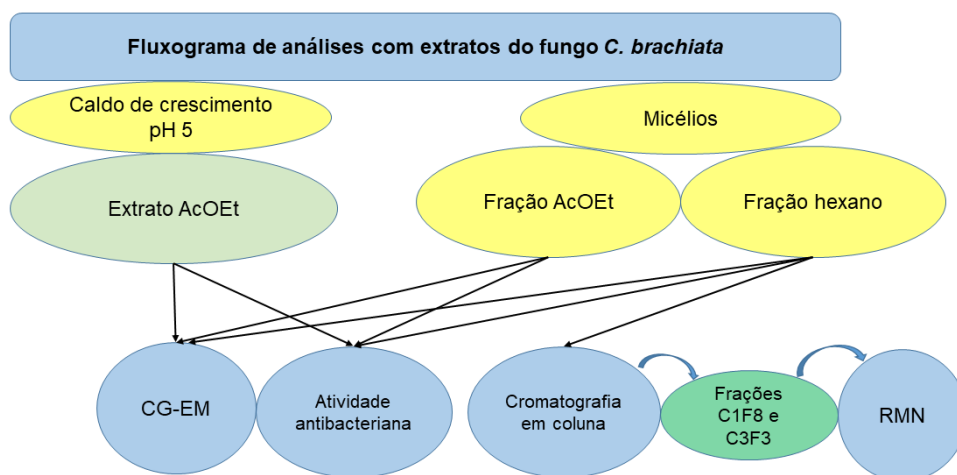 Fluxograma de análises com extratos do fungo C. brachiata
Caldo de crescimento
pH 5
Micélios
Extrato AcOEt
Fração AcOEt
Fração hexano
CG-EM
Atividade
antibacteriana
Cromatografia
em coluna
Frações
C1F8 e
C3F3
RMN